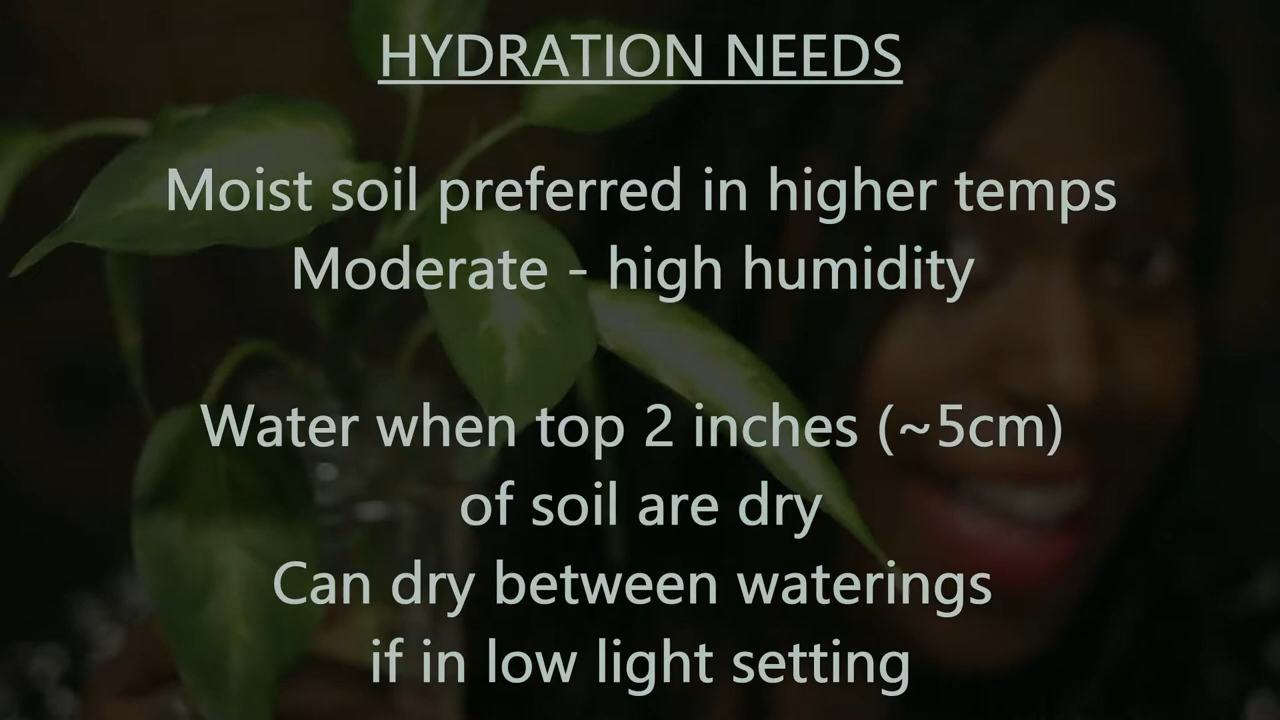 HYDRATION NEEDS
Moist soil preferred in higher temps
Moderate - high humidity
Water when top 2 inches (~5cm)
of soil are dry
Can dry between waterings
if in low light setting